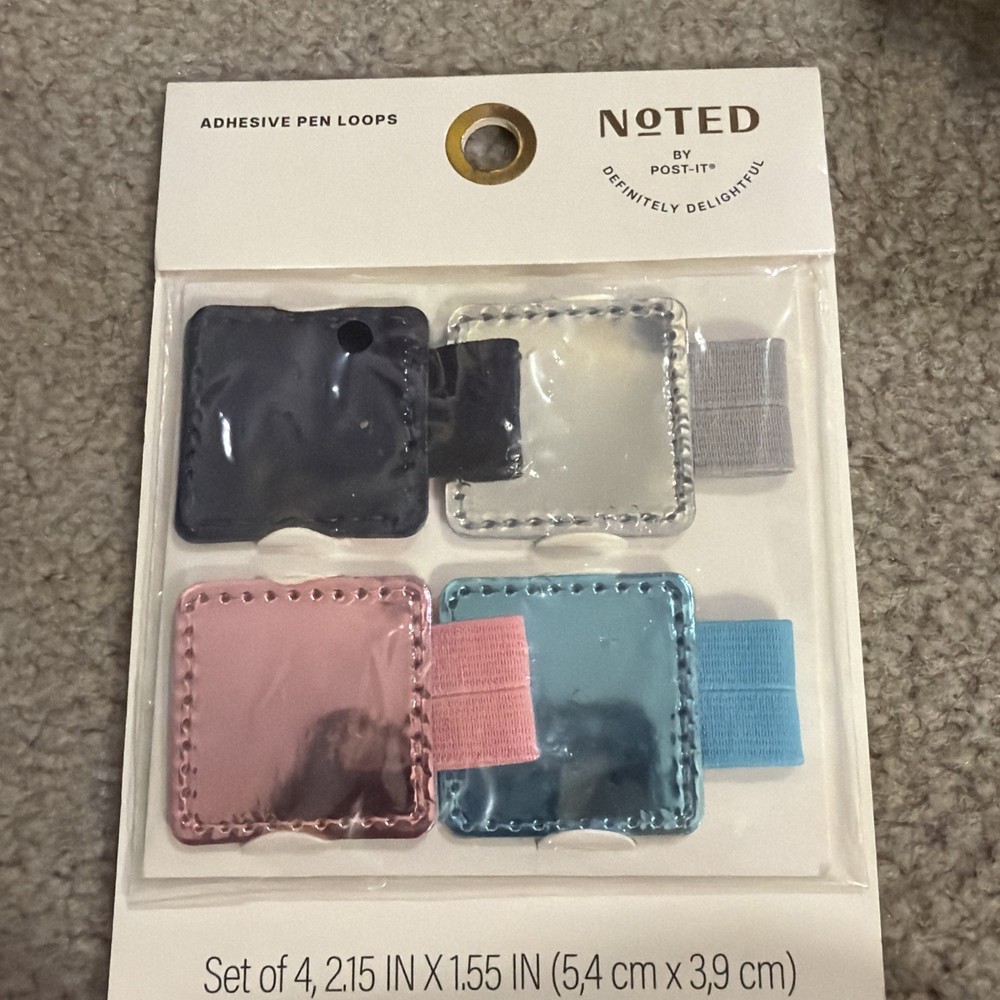 ADHESIVE PEN LOOPS
NOTED
BY
POST-IT®
DEFINITELY DELIGHTFUL
Set of 4, 2.15 IN X 1.55 IN (5,4 cm x 3,9 cm)